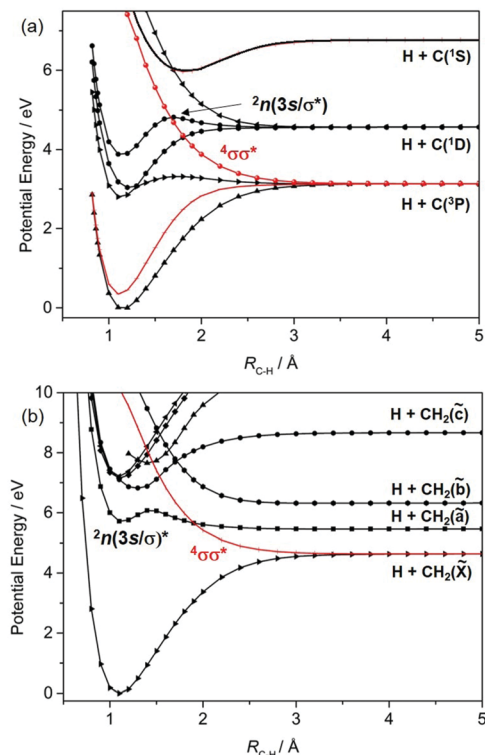 (a)
H + C(¹S)
²n(3s/σ*)
⁴σσ*
H + C(¹D)
H + C(³P)
Potential Energy / eV
6
4
2
0
1 2 3 4 5
R_C-H / Å
(b)
10
H + CH₂(c̃)
H + CH₂(b̃)
H + CH₂(ã)
²n(3s/σ)*
⁴σσ*
H + CH₂(X̃)
Potential Energy / eV
8
6
4
2
0
1 2 3 4 5
R_C-H / Å